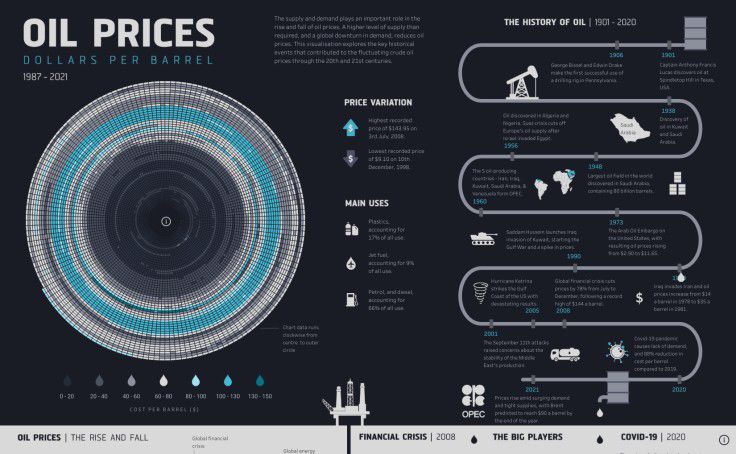 OIL PRICES
DOLLARS PER BARREL
1987 - 2021
The supply and demand plays an important role in the
rise and fall of oil prices. A higher level of supply than
required, and a global downturn in demand, reduces oil
prices. This visualisation explores the key historical
events that contributed to the fluctuating crude oil
prices through the 20th and 21st centuries.
PRICE VARIATION
$
Highest recorded
price of $143.95 on
3rd July, 2008.
$
Lowest recorded
price of $9.10 on 10th
December, 1998.
MAIN USES
Plastics,
accounting for
17% of all use.
Jet fuel,
accounting for 9%
of all use.
Petrol, and diesel,
accounting for
66% of all use.
Chart data runs
clockwise from
centre to outer
circle
0 - 20
20 - 40
40 - 60
60 - 80
80 - 100
100 - 130
130 - 150
COST PER BARREL ($)
THE HISTORY OF OIL | 1901 - 2020
1906
1901
George Bissel and Edwin Drake
make the first successful use of
a drilling rig in Pennsylvania.
Captain Anthony Francis
Lucas discovers oil at
Spindletop Hill in Texas,
USA.
1938
Oil discovered in Algeria and
Nigeria. Suez crisis cuts off
Europe's oil supply after
Israel invaded Egypt.
Saudi
Arabia
Discovery of
oil in Kuwait
and Saudi
Arabia.
1956
1948
The 5 oil producing
countries - Iran, Iraq,
Kuwait, Saudi Arabia, &
Venezuela form OPEC.
Largest oil field in the world
discovered in Saudi Arabia,
containing 80 billion barrels.
1960
1973
Saddam Hussein launches Iraq
invasion of Kuwait, starting the
Gulf War and a spike in prices.
The Arab Oil Embargo on
the United States, with
resulting oil prices rising
from $2.90 to $11.65.
1990
1980
Hurricane Katrina
strikes the Gulf
Coast of the US with
devastating results.
Global financial crisis cuts
prices by 78% from July to
December, following a record
high of $144 a barrel.
$
Iraq invades Iran and oil
prices increase from $14
a barrel in 1978 to $35 a
barrel in 1981.
2005
2008
2001
The September 11th attacks
raised concerns about the
stability of the Middle
East's production.
Covid-19 pandemic
causes lack of demand,
and 88% reduction in
cost per barrel
compared to 2019.
2021
2020
OPEC
Prices rise amid surging demand
and tight supplies, with Brent
predicted to reach $90 a barrel by
the end of the year
OIL PRICES | THE RISE AND FALL
Global financial
crisis
Global energy
FINANCIAL CRISIS | 2008
THE BIG PLAYERS
COVID-19 | 2020